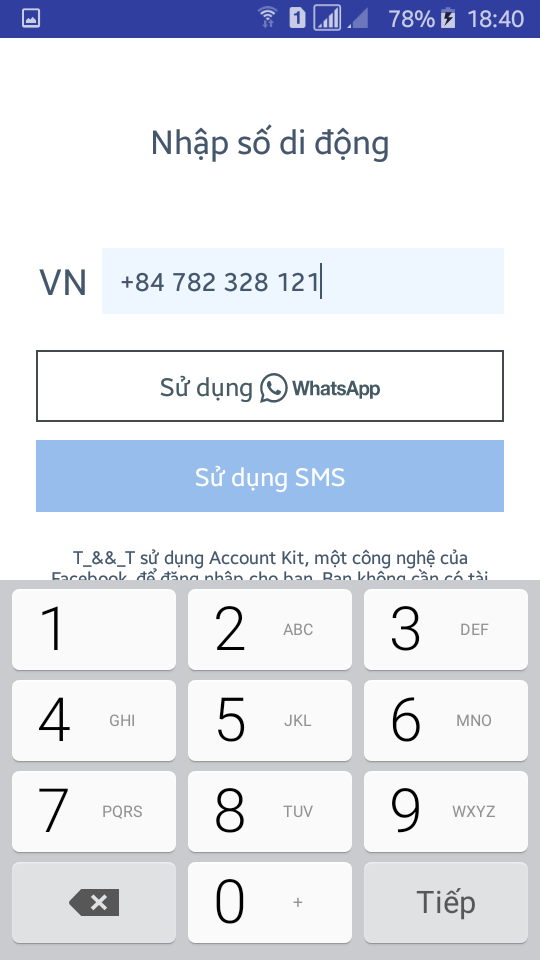 1 78% 18:40
Nhập số di động
VN +84 782 328 121
Sử dụng WhatsApp
Sử dụng SMS
T_&&_T sử dụng Account Kit, một công nghệ của
Facebook, để đăng nhập cho bạn. Bạn không cần có tài
1 2 ABC 3 DEF
4 GHI 5 JKL 6 MNO
7 PQRS 8 TUV 9 WXYZ
0 + Tiếp